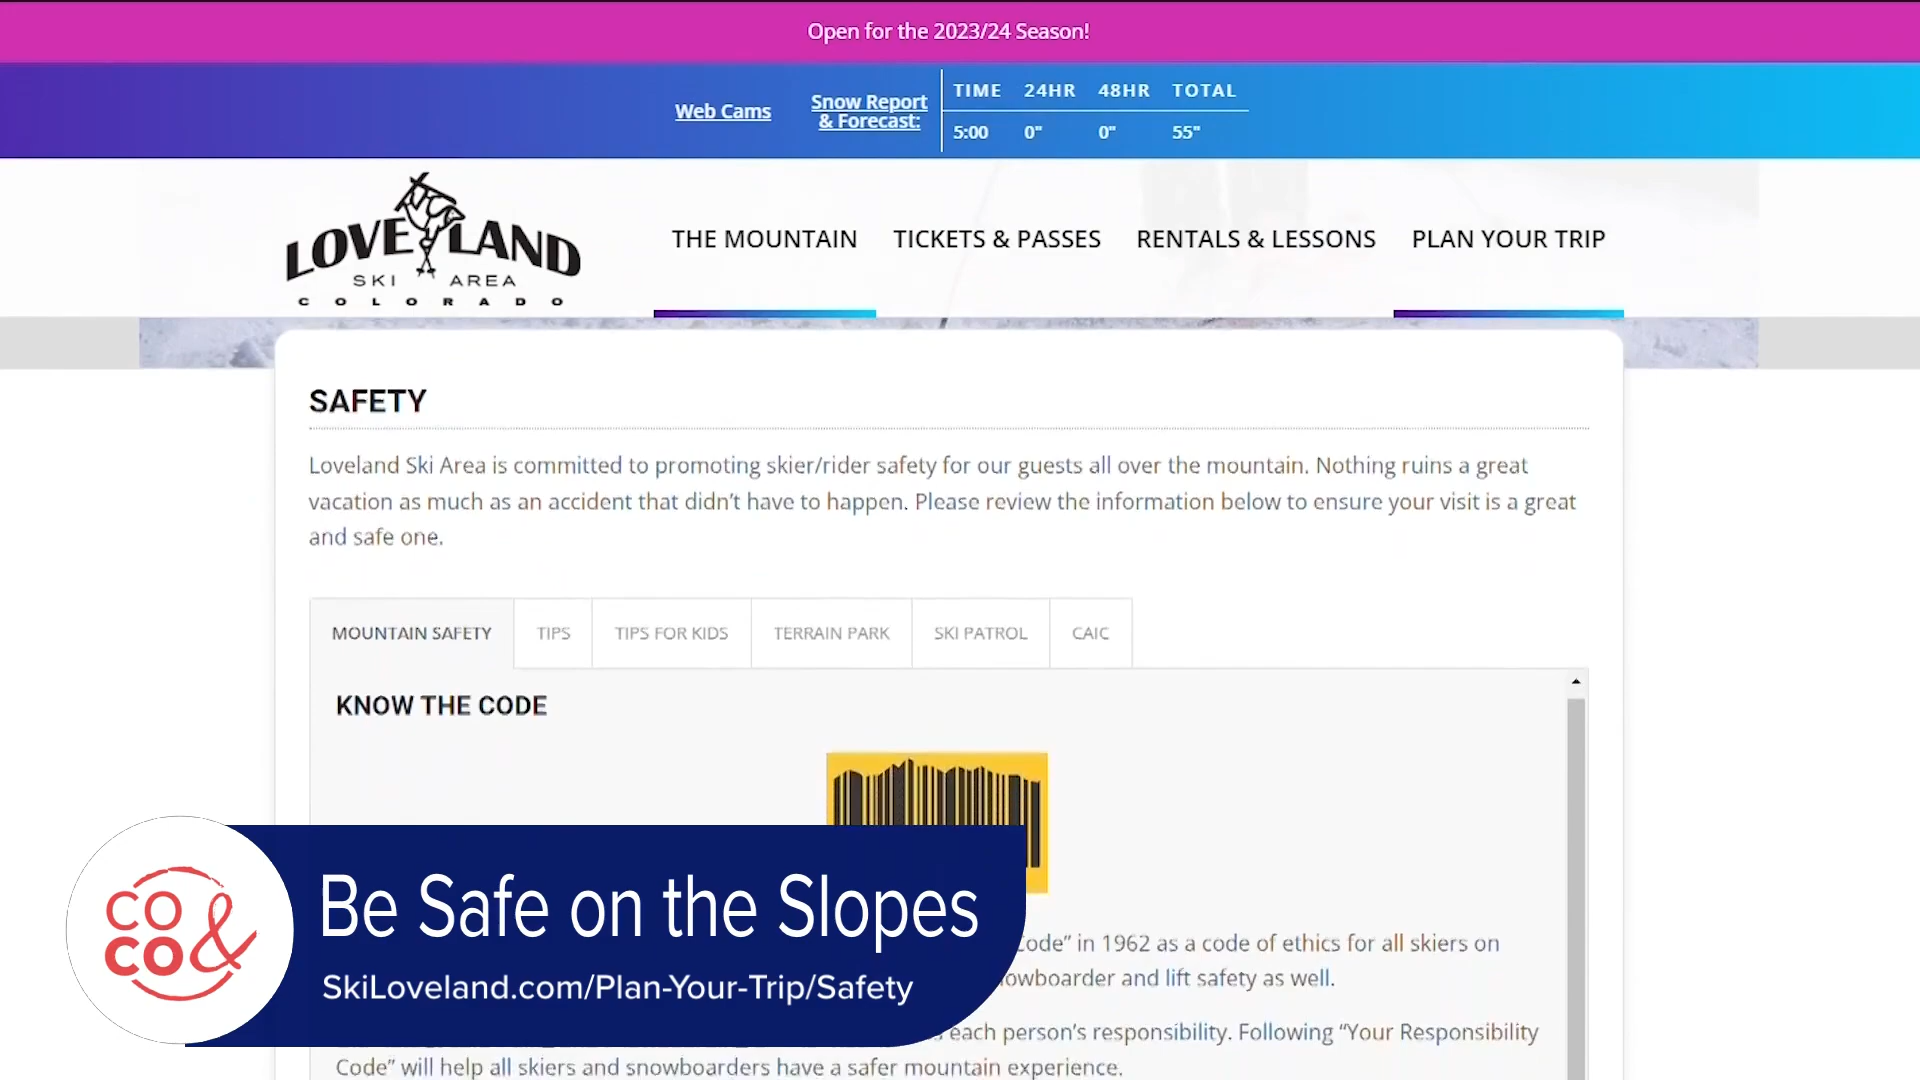 Open for the 2023/24 Season!
Web Cams
Snow Report
& Forecast:
TIME 24HR 48HR TOTAL
5:00 0" 0" 55"
LOVELAND
SKI AREA
COLORADO
THE MOUNTAIN TICKETS & PASSES RENTALS & LESSONS PLAN YOUR TRIP
SAFETY
Loveland Ski Area is committed to promoting skier/rider safety for our guests all over the mountain. Nothing ruins a great
vacation as much as an accident that didn’t have to happen. Please review the information below to ensure your visit is a great
and safe one.
MOUNTAIN SAFETY TIPS TIPS FOR KIDS TERRAIN PARK SKI PATROL CAIC
KNOW THE CODE
Code” in 1962 as a code of ethics for all skiers on
owboarder and lift safety as well.
each person’s responsibility. Following “Your Responsibility
Code” will help all skiers and snowboarders have a safer mountain experience.
CO
CO&
Be Safe on the Slopes
SkiLoveland.com/Plan-Your-Trip/Safety